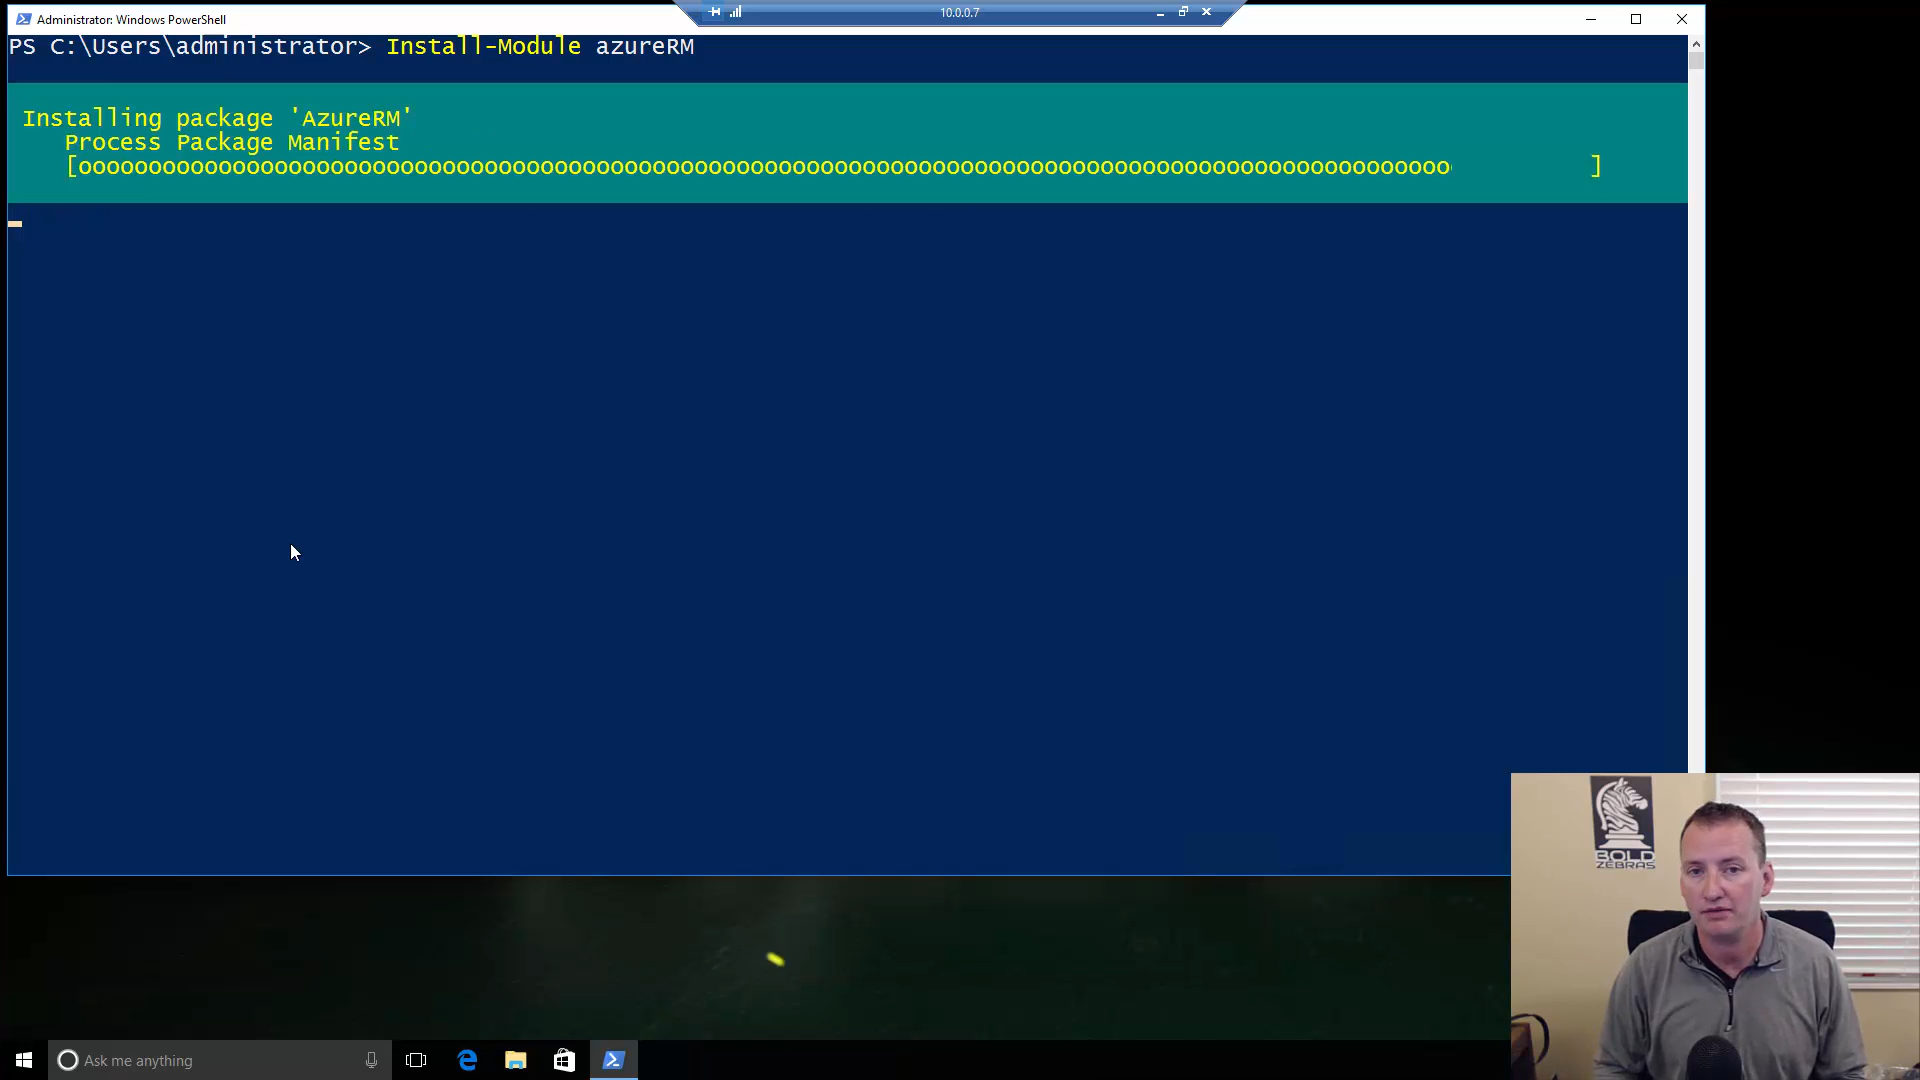 Administrator: Windows PowerShell
10.0.0.7
PS C:\Users\administrator> Install-Module azureRM
Installing package 'AzureRM'
Process Package Manifest
[oooooooooooooooooooooooooooooooooooooooooooooooooooooooooooooooooooooooooooooooooooooooooooooooooo ]
BOLD
ZEBRAS
Ask me anything